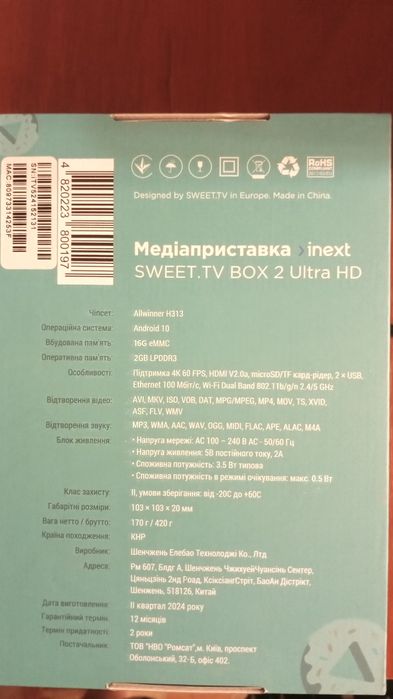 S/N:TV524152131
MAC:80973314253F
4 820223 800197
RoHS
COMPLIANT
Designed by SWEET.TV in Europe. Made in China.
Медіаприставка inext
SWEET.TV BOX 2 Ultra HD
Чіпсет: Allwinner H313
Операційна система: Android 10
Вбудована пам'ять: 16G eMMC
Оперативна пам'ять: 2GB LPDDR3
Особливості: Підтримка 4K 60 FPS, HDMI V2.0a, microSD/TF кард-рідер, 2 × USB,
Ethernet 100 Мбіт/с, Wi-Fi Dual Band 802.11b/g/n 2.4/5 GHz
Відтворення відео: AVI, MKV, ISO, VOB, DAT, MPG/MPEG, MP4, MOV, TS, XVID,
ASF, FLV, WMV
Відтворення звуку: MP3, WMA, AAC, WAV, OGG, MIDI, FLAC, APE, ALAC, M4A
Блок живлення: • Напруга мережі: AC 100 – 240 В AC - 50/60 Гц
• Напруга живлення: 5В постійного току, 2А
• Споживна потужність: 3.5 Вт типова
• Споживна потужність в режимі очікування: макс. 0.5 Вт
Клас захисту: II, умови зберігання: від -20С до +60С
Габаритні розміри: 103 × 103 × 20 мм
Вага нетто / брутто: 170 г / 420 г
Країна походження: КНР
Виробник: Шенчжень Елебао Технолоджі Ко., Лтд
Адреса: Рм 607, Блдг А, Шенчжень ЧжихуейЧуансінь Сентер,
Цяньцзінь 2нд Роад, КсіксіангСтріт, БаоАн Дістрікт,
Шенжень, 518126, Китай
Дата виготовлення: II квартал 2024 року
Гарантійний термін: 12 місяців
Термін придатності: 2 роки
Постачальник: ТОВ "НВО "Ромсат",м. Київ, проспект
Оболонський, 32-Б, офіс 402.